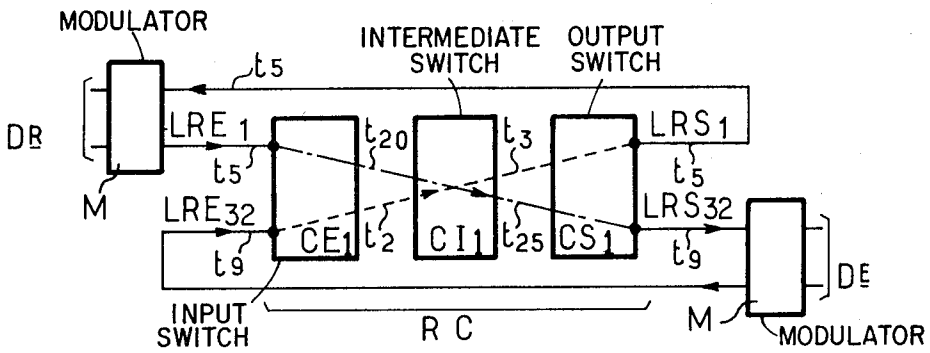 MODULATOR
INTERMEDIATE
SWITCH
OUTPUT
SWITCH
t5
DR
LRE1
t5
t20
t3
LRS1
t5
M
LRE32
t9
CE1
t2
CI1
t25
CS1
LRS32
t9
DE
INPUT
SWITCH
RC
M
MODULATOR